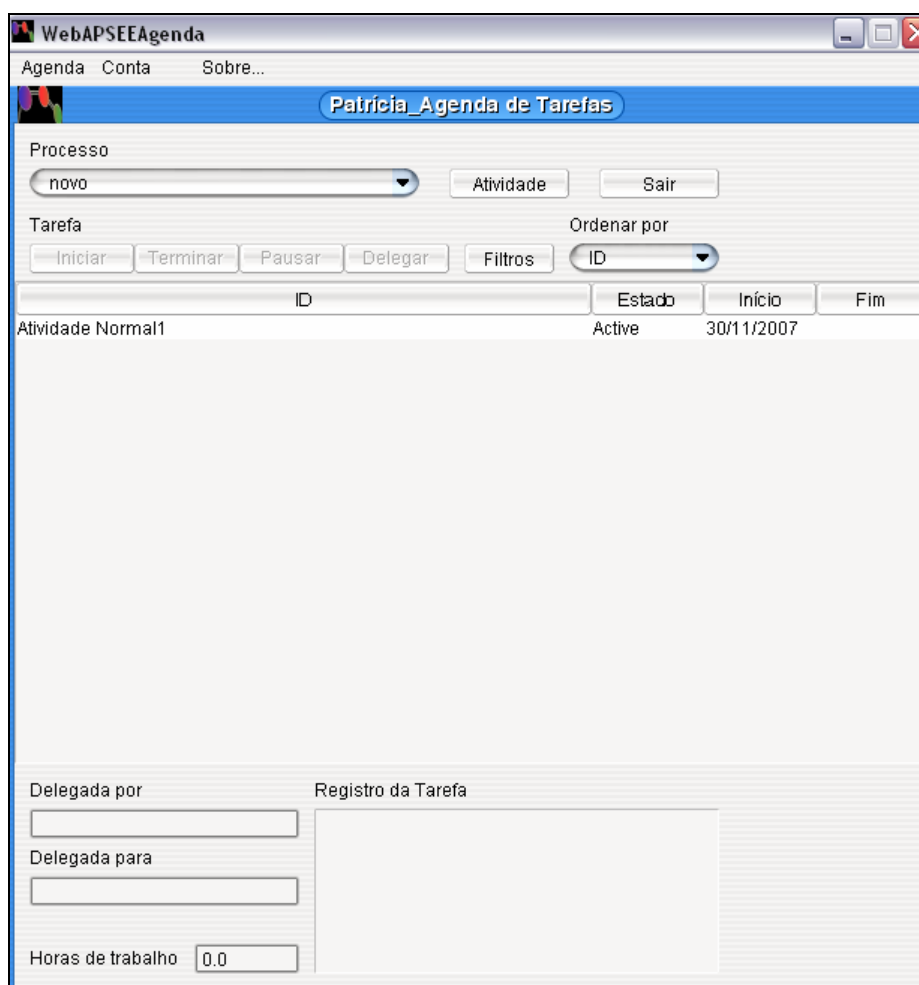 WebAPSEEAgenda
Agenda Conta Sobre...
Patrícia_Agenda de Tarefas
Processo
novo Atividade Sair
Tarefa Ordenar por
Iniciar Terminar Pausar Delegar Filtros ID
ID Estado Início Fim
Atividade Normal1 Active 30/11/2007
Delegada por Registro da Tarefa
Delegada para
Horas de trabalho 0.0